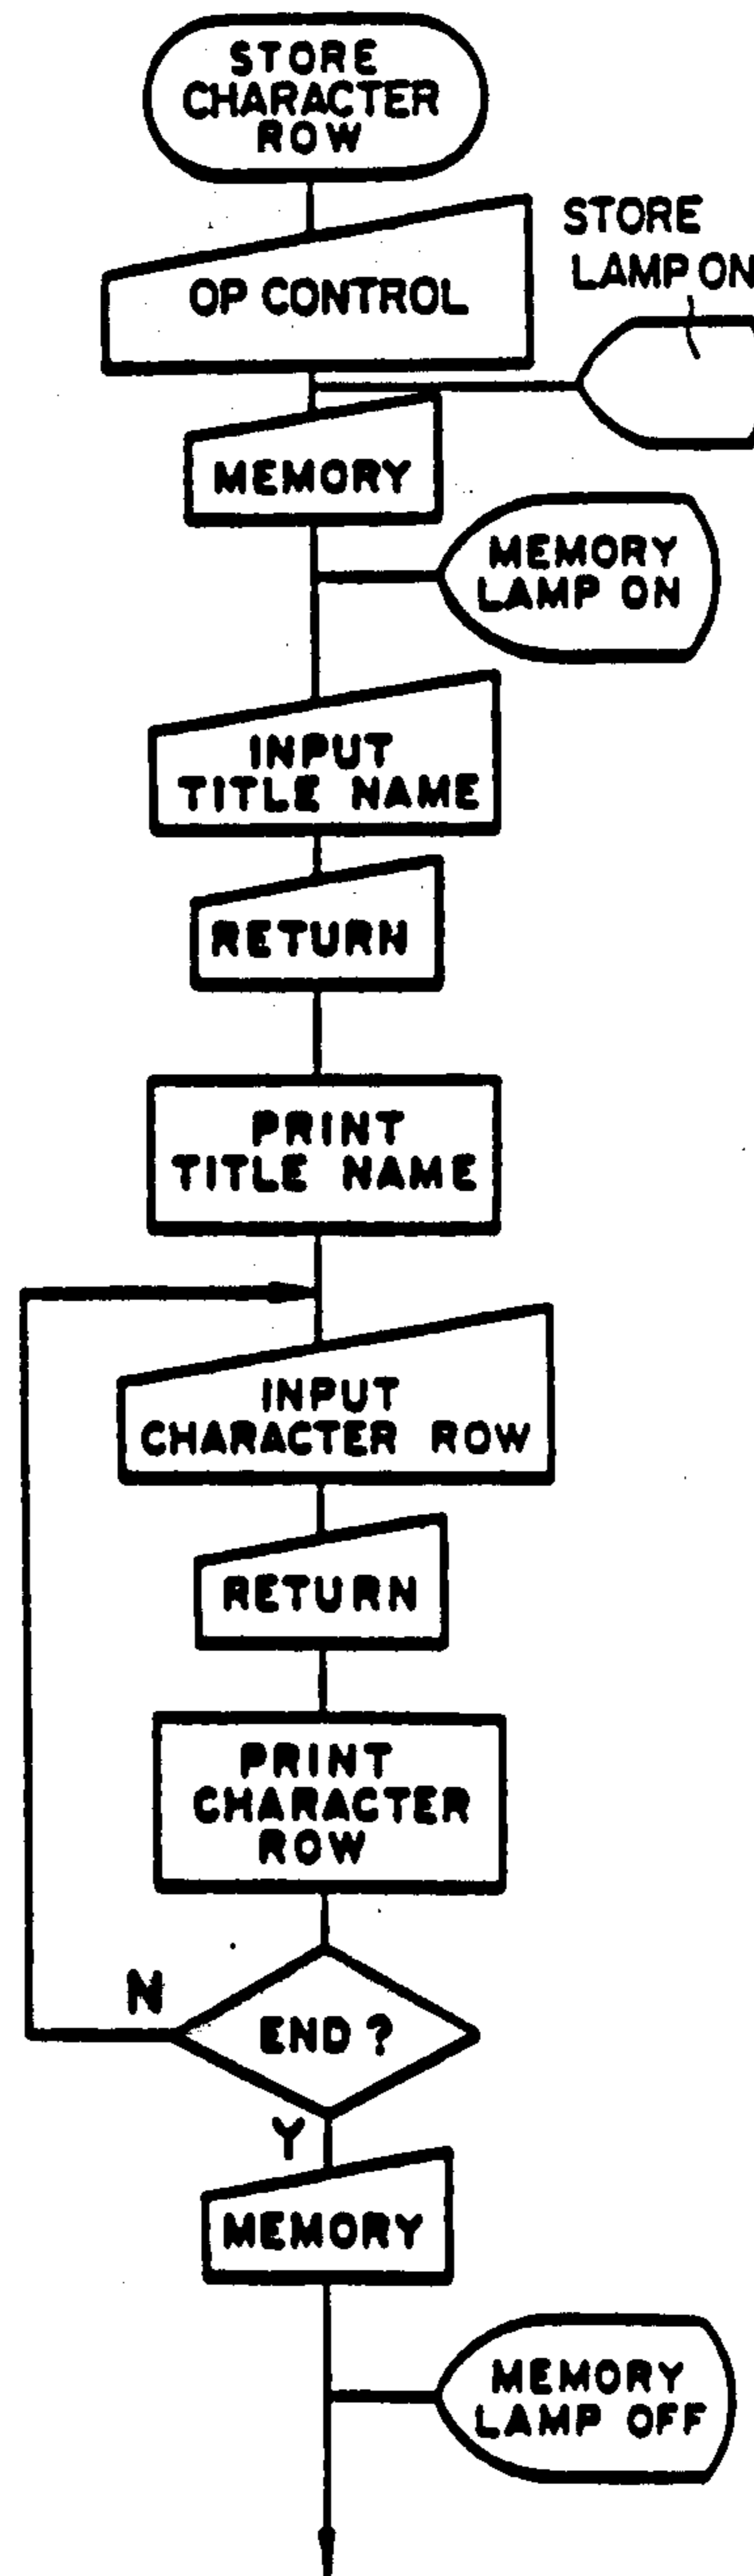 STORE
CHARACTER
ROW
OP CONTROL
STORE
LAMP ON
MEMORY
MEMORY
LAMP ON
INPUT
TITLE NAME
RETURN
PRINT
TITLE NAME
INPUT
CHARACTER ROW
RETURN
PRINT
CHARACTER
ROW
N
END ?
Y
MEMORY
MEMORY
LAMP OFF